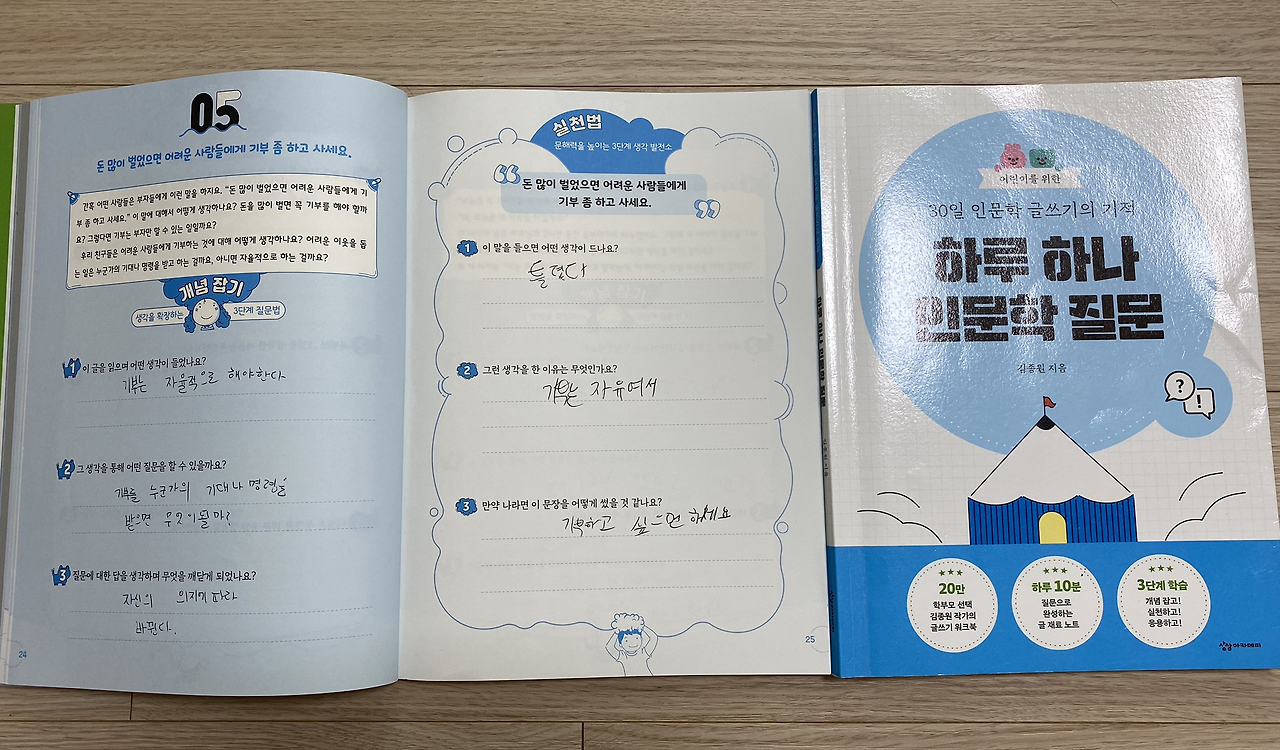 05
돈 많이 벌었으면 어려운 사람들에게 기부 좀 하고 사세요.
간혹 어떤 사람들은 부자들에게 이런 말을 하지요. "돈 많이 벌었으면 어려운 사람들에게 기
부 좀 하고 사세요." 이 말에 대해서 어떻게 생각하나요? 돈을 많이 벌면 꼭 기부를 해야 할까
요? 그렇다면 기부는 부자만 할 수 있는 일일까요?
우리 친구들은 어려운 사람들에게 기부하는 것에 대해 어떻게 생각하나요? 어려운 이웃을 돕
는 일은 누군가의 기대나 명령을 받고 하는 걸까요, 아니면 자율적으로 하는 걸까요?
개념 잡기
생각을 확장하는 3단계 질문법
1 이 글을 읽으며 어떤 생각이 들었나요?
기부는 자율적으로 해야한다
2 그 생각을 통해 어떤 질문을 할 수 있을까요?
기부를 누군가의 기대나 명령을
받으면 무엇이될까?
3 질문에 대한 답을 생각하며 무엇을 깨닫게 되었나요?
자신의 의지에 따라
바뀐다.
24
실천법
문해력을 높이는 3단계 생각 발전소
"돈 많이 벌었으면 어려운 사람들에게
기부 좀 하고 사세요."
1 이 말을 들으면 어떤 생각이 드나요?
틀렸다
2 그런 생각을 한 이유는 무엇인가요?
자유여서
3 만약 나라면 이 문장을 어떻게 썼을 것 같나요?
기부하고 싶으면 하세요
25
어린이를 위한
30일 인문학 글쓰기의 기적
하루 하나
인문학 질문
김종원 지음
?
!
20만
학부모 선택
김종원 작가의
글쓰기 워크북
하루 10분
질문으로
완성하는
글 재료 노트
3단계 학습
개념 잡고!
실천하고!
응용하고!
상상아카데미